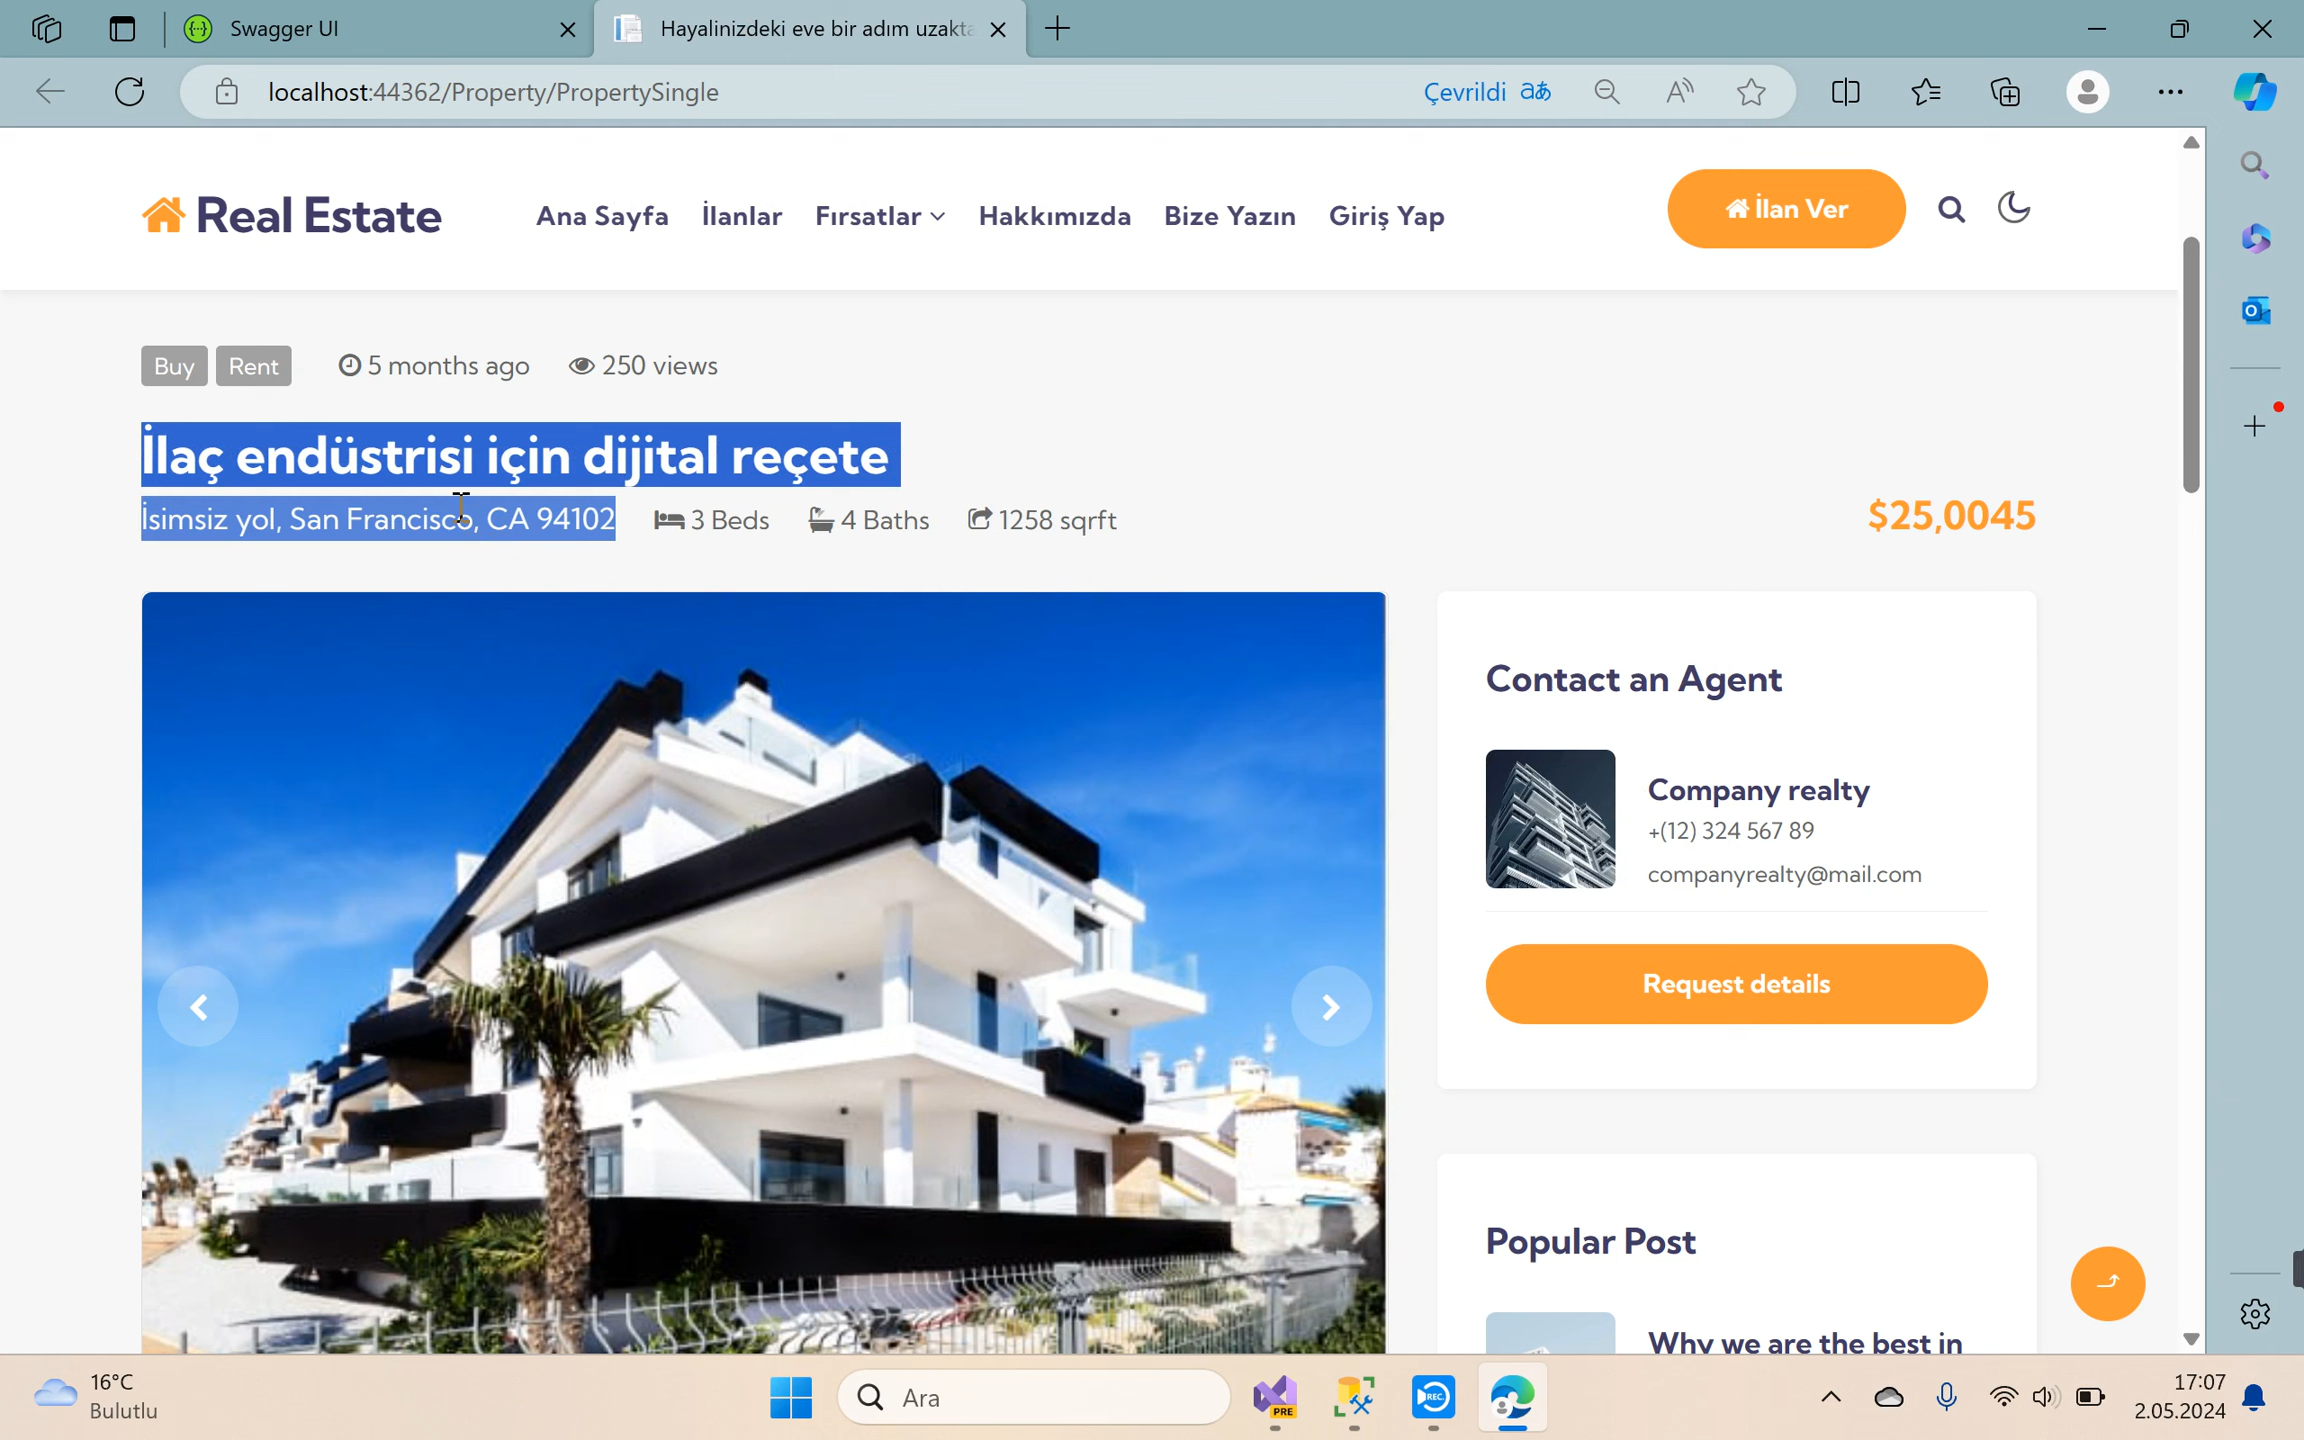 Swagger UI
Hayalinizdeki eve bir adım uzakta
localhost:44362/Property/PropertySingle
Çevrildi
Real Estate
Ana Sayfa
İlanlar
Fırsatlar
Hakkımızda
Bize Yazın
Giriş Yap
İlan Ver
Buy
Rent
5 months ago
250 views
İlaç endüstrisi için dijital reçete
İsimsiz yol, San Francisco, CA 94102
3 Beds
4 Baths
1258 sqrft
$25,0045
Contact an Agent
Company realty
+(12) 324 567 89
companyrealty@mail.com
Request details
Popular Post
Why we are the best in
16°C
Bulutlu
Ara
PRE
REC
17:07
2.05.2024